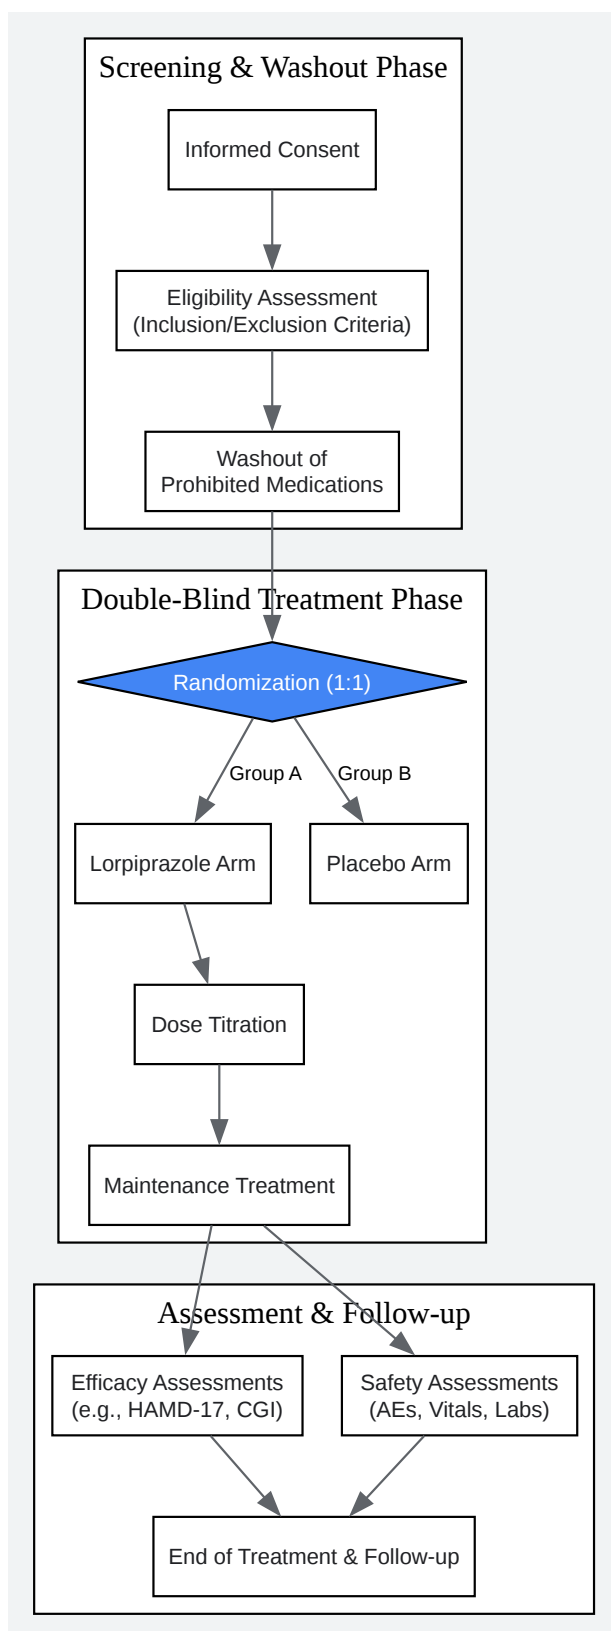 Screening & Washout Phase
Informed Consent
Eligibility Assessment
(Inclusion/Exclusion Criteria)
Washout of
Prohibited Medications
Double-Blind Treatment Phase
Randomization (1:1)
Group A
Group B
Lorpiprazole Arm
Placebo Arm
Dose Titration
Maintenance Treatment
Assessment & Follow-up
Efficacy Assessments
(e.g., HAMD-17, CGI)
Safety Assessments
(AEs, Vitals, Labs)
End of Treatment & Follow-up